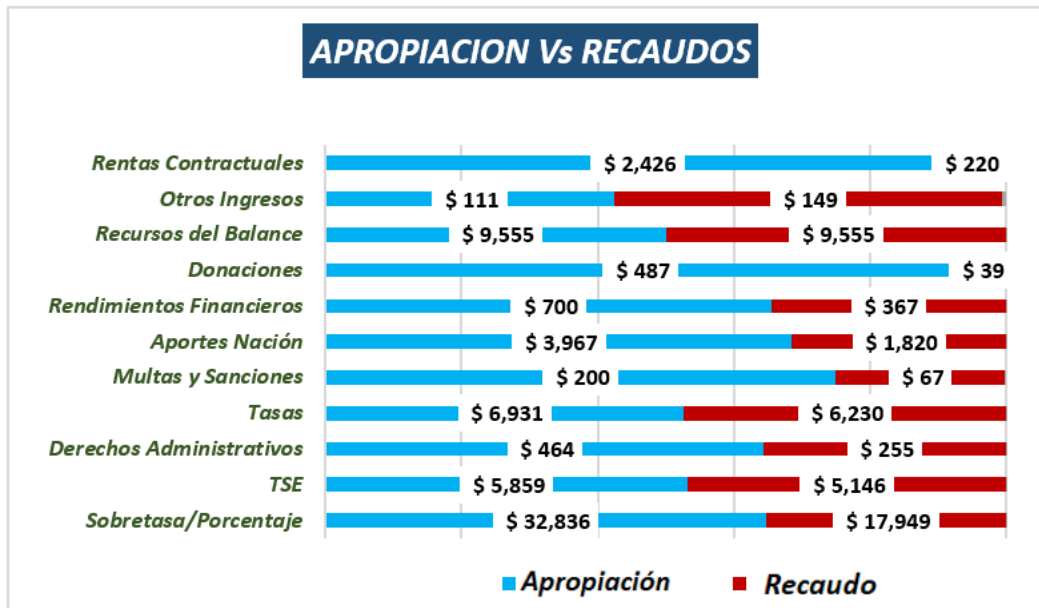 APROPIACION Vs RECAUDOS
Rentas Contractuales $ 2,426 $ 220
Otros Ingresos $ 111 $ 149
Recursos del Balance $ 9,555 $ 9,555
Donaciones $ 487 $ 39
Rendimientos Financieros $ 700 $ 367
Aportes Nación $ 3,967 $ 1,820
Multas y Sanciones $ 200 $ 67
Tasas $ 6,931 $ 6,230
Derechos Administrativos $ 464 $ 255
TSE $ 5,859 $ 5,146
Sobretasa/Porcentaje $ 32,836 $ 17,949
Apropiación Recaudo